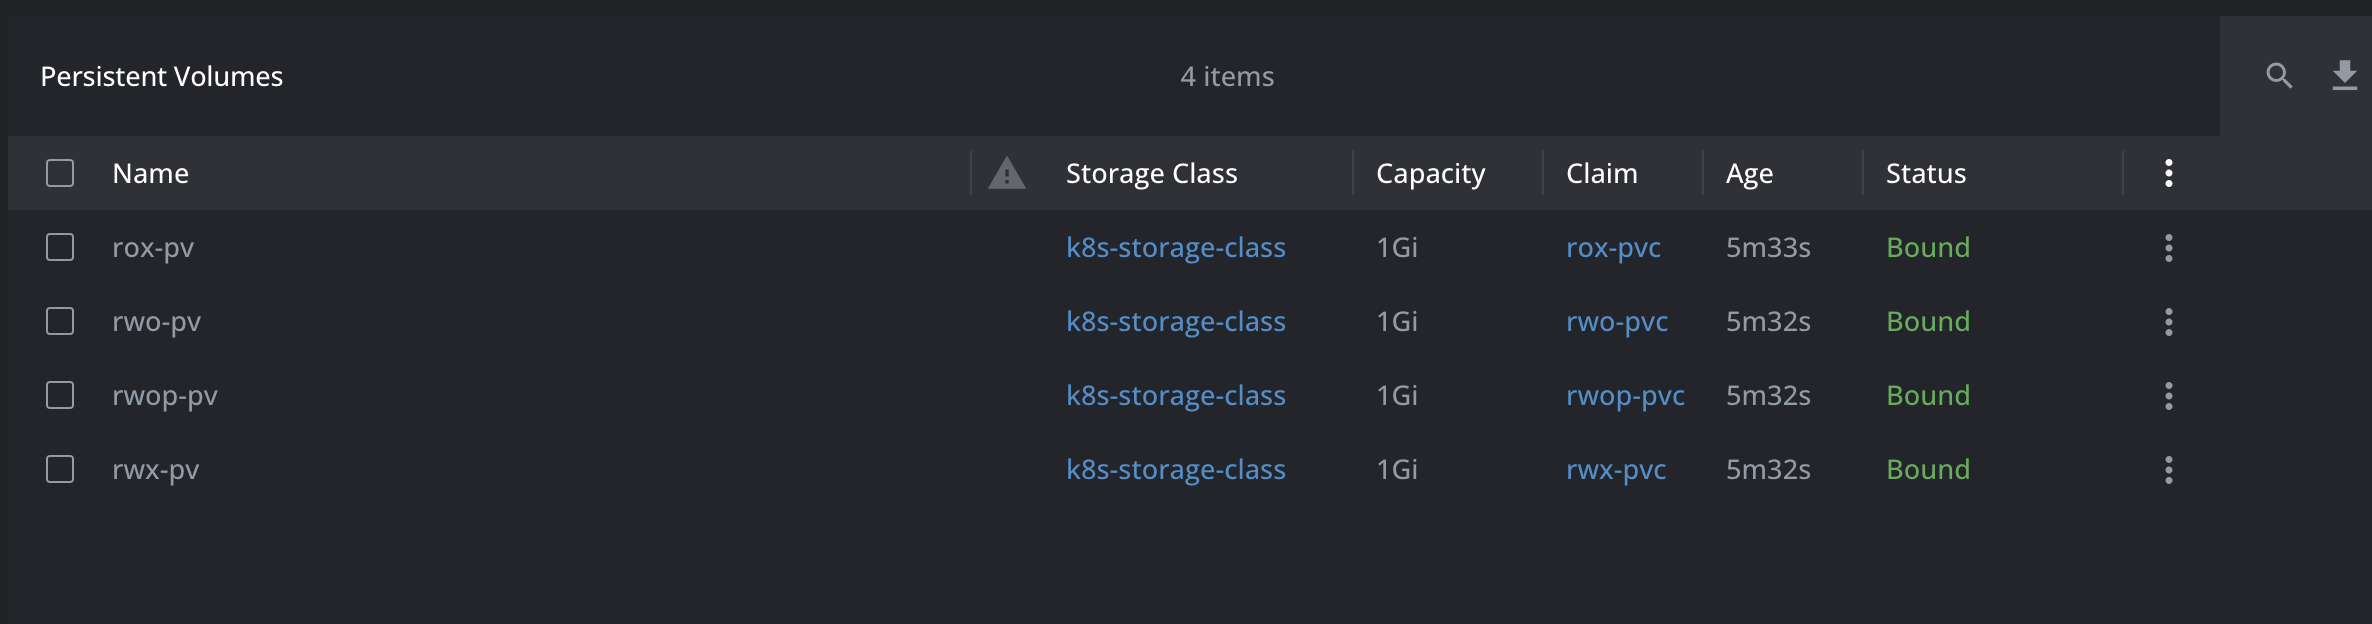 Persistent Volumes 4 items
Name Storage Class Capacity Claim Age Status
rox-pv k8s-storage-class 1Gi rox-pvc 5m33s Bound
rwo-pv k8s-storage-class 1Gi rwo-pvc 5m32s Bound
rwop-pv k8s-storage-class 1Gi rwop-pvc 5m32s Bound
rwx-pv k8s-storage-class 1Gi rwx-pvc 5m32s Bound